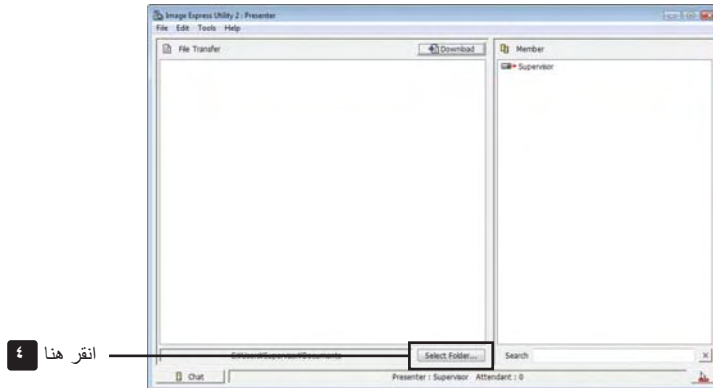 Image Express Utility 2 : Presenter
File Edit Tools Help
File Transfer
Download
Member
Supervisor
Select Folder...
Search
انقر هنا ٤
Chat
Presenter : Supervisor Attendant : 0